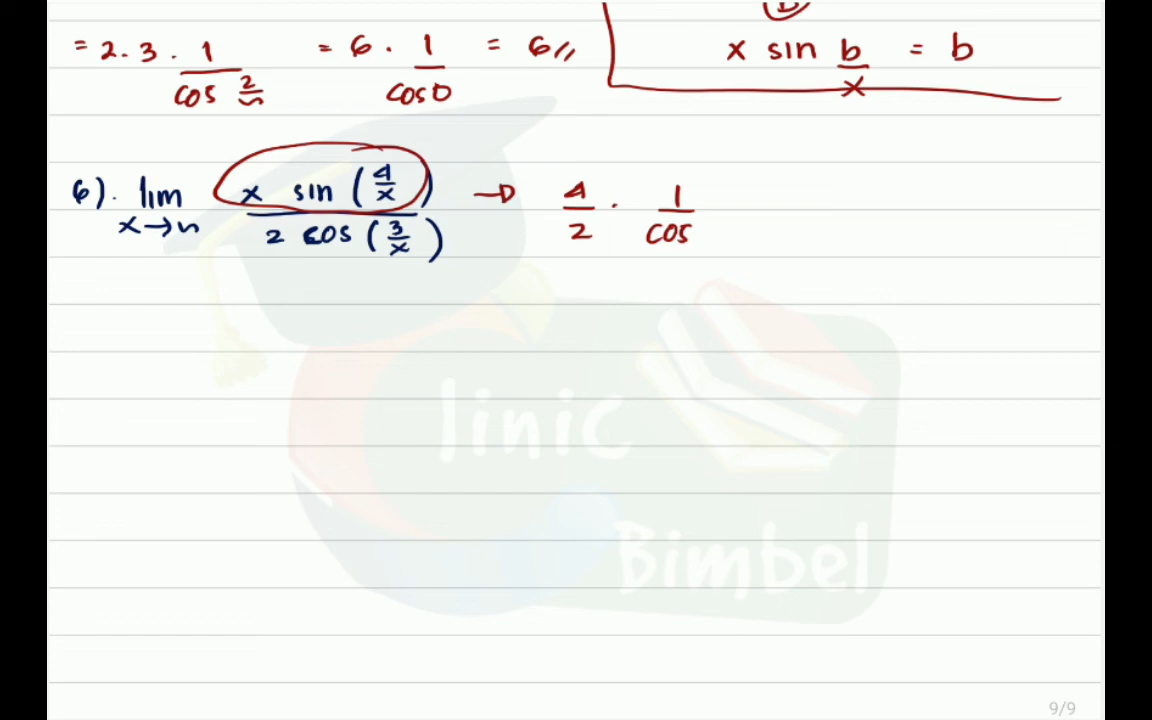 = 2.3 . 1/cos 2/∞ = 6 . 1/cos 0 = 6//
x sin b/x = b
6). lim x→∞ x sin (4/x) / 2 cos (3/x) → 4/2 . 1/cos
Jinic
Bimbel
9/9